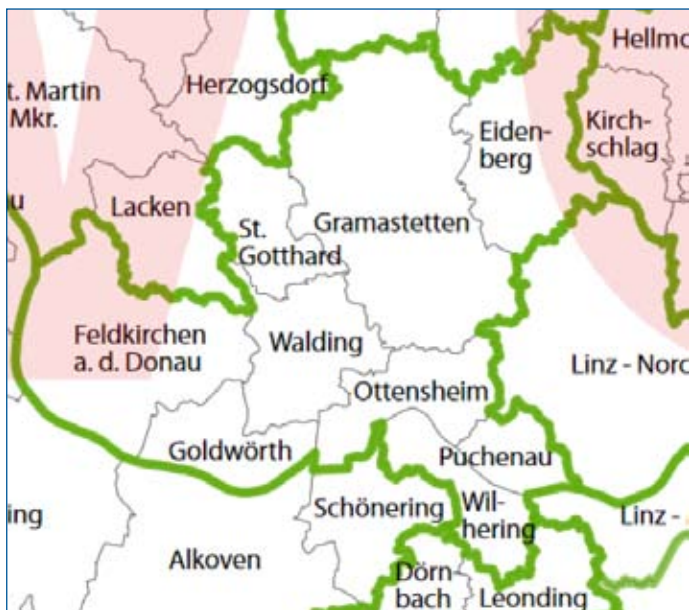 Hellmo
Herzogsdorf
t. Martin
Mkr.
Eiden-
berg
Kirch-
schlag
Lacken
u
St.
Gotthard
Gramastetten
Feldkirchen
a. d. Donau
Walding
Linz - Nord
Ottensheim
Goldwörth
Puchenau
ing
Schönering
Wil-
hering
Linz -
Alkoven
Dörn-
bach
Leonding